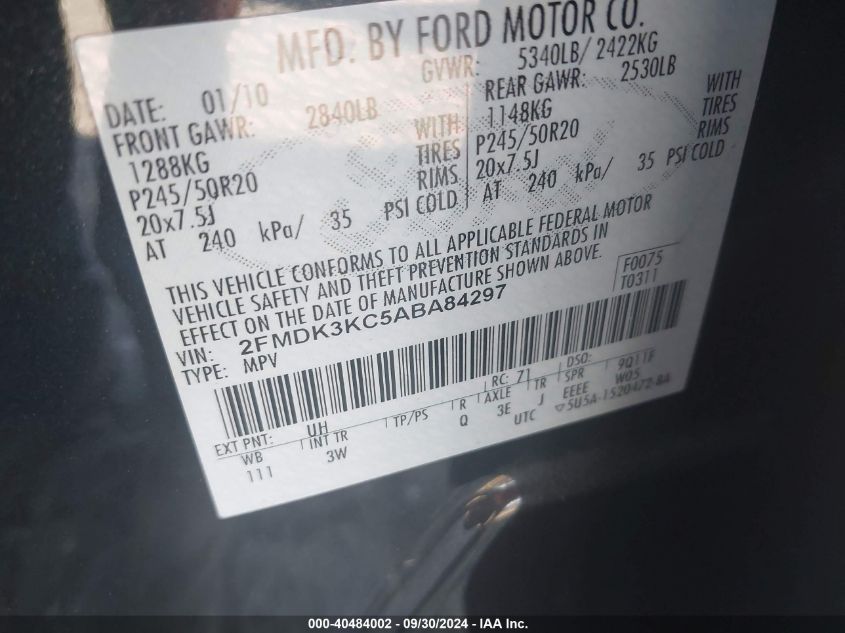 MFD. BY FORD MOTOR CO.
DATE: 01/10 GVWR: 5340LB/ 2422KG
FRONT GAWR: 2840LB REAR GAWR: 2530LB
1288KG WITH 1148KG WITH
P245/50R20 TIRES P245/50R20 TIRES
20x7.5J RIMS 20x7.5J RIMS
AT 240 kPa/ 35 PSI COLD AT 240 kPa/ 35 PSI COLD
THIS VEHICLE CONFORMS TO ALL APPLICABLE FEDERAL MOTOR
VEHICLE SAFETY AND THEFT PREVENTION STANDARDS IN
EFFECT ON THE DATE OF MANUFACTURE SHOWN ABOVE.
F0075
T0311
VIN: 2FMDK3KC5ABA84297
TYPE: MPV
EXT PNT: UH RC: 71 DSO:
WB INT TR TP/PS R AXLE TR SPR
111 3W Q 3E J EEEE W05
UTC ▽5U5A-1520472-BA
000-40484002 - 09/30/2024 - IAA Inc.